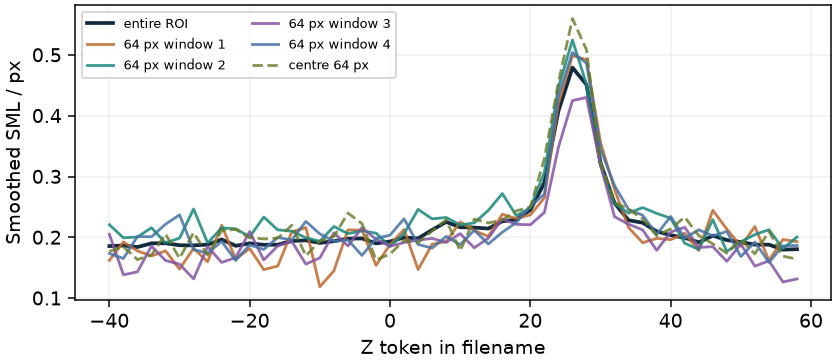 entire ROI
64 px window 1
64 px window 2
64 px window 3
64 px window 4
centre 64 px
Smoothed SML / px
0.5
0.4
0.3
0.2
0.1
−40
−20
0
20
40
60
Z token in filename